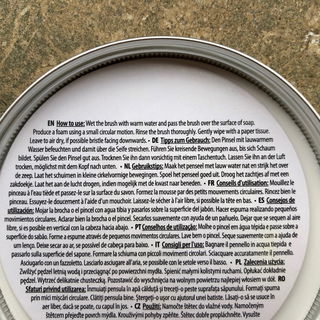 EN How to use: Wet the brush with warm water and pass the brush over the surface of soap.
Produce a foam using a small circular motion. Rinse the brush thoroughly. Gently wipe with a paper tissue.
Leave to air dry, if possible bristle facing downwards. • DE Tipps zum Gebrauch: Den Pinsel mit lauwarmem
Wasser befeuchten und damit über die Seife streichen. Führen Sie kreisende Bewegungen aus, bis sich Schaum
bildet. Spülen Sie den Pinsel gut aus. Trocknen Sie ihn dann vorsichtig mit einem Taschentuch. Lassen Sie ihn an der Luft
trocknen, möglichst mit dem Kopf nach unten. • NL Gebruikstips: Maak het penseel met lauw water nat en strijk het over
de zeep. Laat het schuimen in kleine cirkelvormige bewegingen. Spoel het penseel goed uit. Droog het zachtjes af met een
zakdoekje. Laat het aan de lucht drogen, indien mogelijk met de kwast naar beneden. • FR Conseils d'utilisation: Mouillez le
pinceau à l'eau tiède et passez-le sur la surface du savon. Formez la mousse par des petits mouvements circulaires. Rincez bien le
pinceau. Essuyez-le doucement à l'aide d'un mouchoir. Laissez-le sécher à l'air libre, si possible la tête en bas. • ES Consejos de
utilización: Mojar la brocha e el pincel con agua tibia y pasarlos sobre la superficie del jabón. Hacer espuma realizando pequeños
movimientos circulares. Aclarar bien la brocha e el pincel. Secarlos suavemente con ayuda de un pañuelo. Dejar que se sequen al aire
libre, si es posible en vertical con la cabeza hacia abajo. • PT Conselhos de utilização: Molhe o pincel em água tépida e passe sobre a
superfície do sabão. Forme a espuma através de pequenos movimentos circulares. Lave bem o pincel. Seque suavemente com a ajuda de
um lenço. Deixe secar ao ar, se possível de cabeça para baixo. • IT Consigli per l'uso: Bagnare il pennello in acqua tiepida e
passarlo sulla superficie del sapone. Formare la schiuma con piccoli movimenti circolari. Sciacquare accuratamente il pennello.
Asciugarlo con un fazzoletto. Lasciarlo asciugare all'aria, se possibile con le setole verso il basso. • PL Zalecenia użycia:
Zwilżyć pędzel letnią wodą i przeciągnąć po powierzchni mydła. Spienić małymi kolistymi ruchami. Opłukać dokładnie
pędzel. Wytrzeć delikatnie chusteczką. Pozostawić do wyschnięcia na wolnym powietrzu najlepiej włosiem w dół. • RO
Sfaturi privind utilizarea: Înmuiați pensula în apă călduță și treceți-o peste suprafața săpunului. Formați spuma
prin mici mișcări circulare. Clătiți bine pensula. Ștergeți-o ușor cu ajutorul unei batiste. Lăsați-o să se usuce în
aer liber, dacă se poate, cu capul în jos. • CZ Použití: Namočte štětec do vlažné vody. Namočeným
štětcem přejeďte povrch mýdla. Krouživými pohyby vytvořte pěnu. Štětec dobře propláchněte. Vysušte